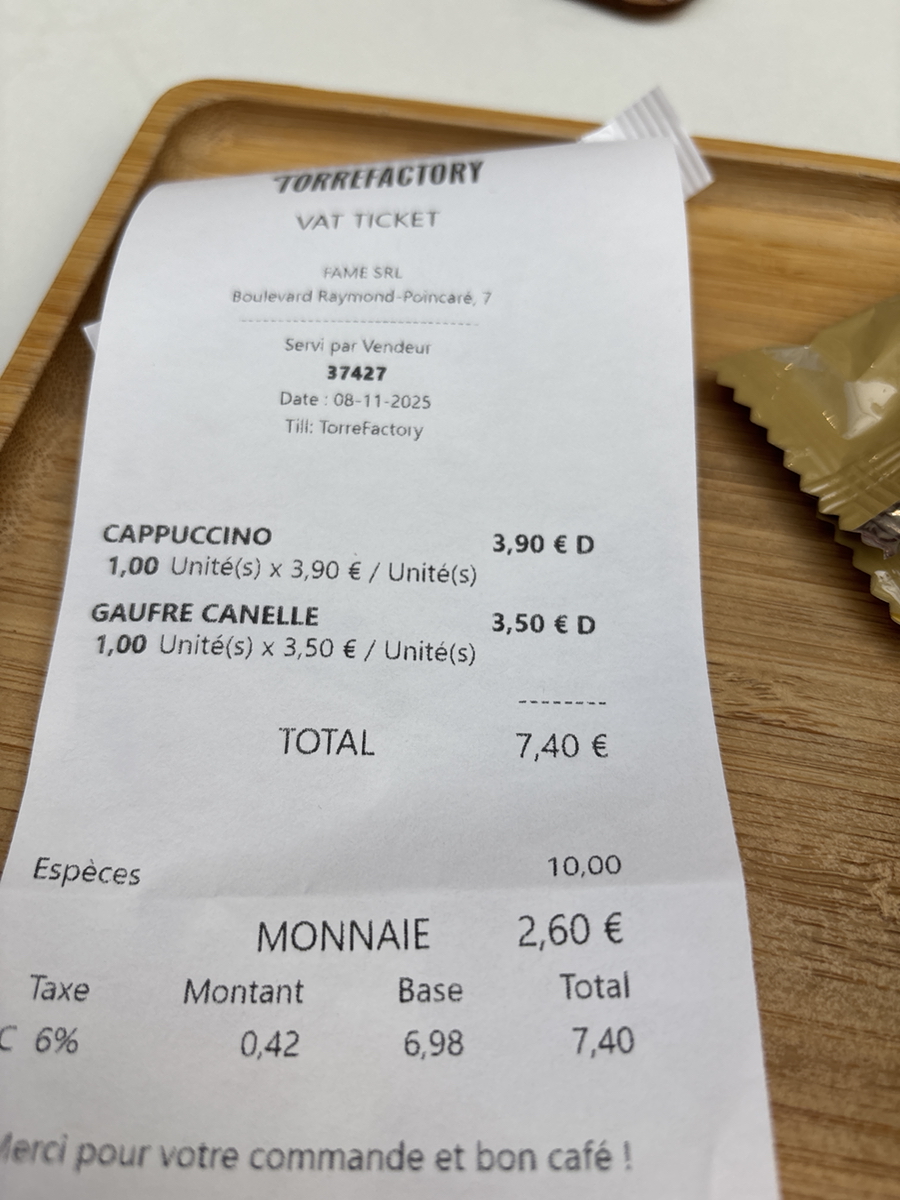 TORREFACTORY
VAT TICKET
FAME SRL
Boulevard Raymond-Poincaré, 7
--------------------------------
Servi par Vendeur
37427
Date : 08-11-2025
Till: TorreFactory
CAPPUCCINO 3,90 € D
1,00 Unité(s) x 3,90 € / Unité(s)
GAUFRE CANELLE 3,50 € D
1,00 Unité(s) x 3,50 € / Unité(s)
--------
TOTAL 7,40 €
Espèces 10,00
MONNAIE 2,60 €
Taxe Montant Base Total
C 6% 0,42 6,98 7,40
Merci pour votre commande et bon café !